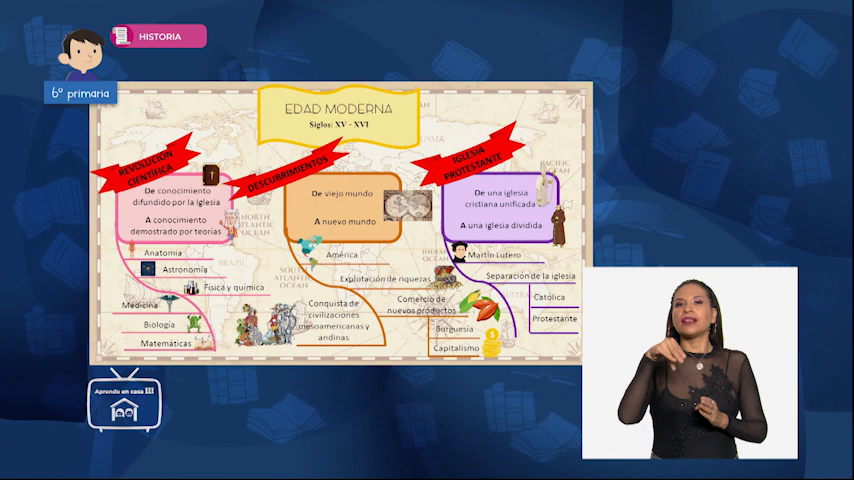 HISTORIA
6º primaria
EDAD MODERNA
Siglos: XV - XVI
REVOLUCIÓN
CIENTÍFICA
De conocimiento
difundido por la Iglesia
A conocimiento
demostrado por teorías
Anatomía
Astronomía
Física y química
Medicina
Biología
Matemáticas
DESCUBRIMIENTOS
De viejo mundo
A nuevo mundo
América
Explotación de riquezas
Conquista de
civilizaciones
mesoamericanas y
andinas
Comercio de
nuevos productos
Burguesía
Capitalismo
IGLESIA
PROTESTANTE
De una iglesia
cristiana unificada
A una iglesia dividida
Martín Lutero
Separación de la iglesia
Católica
Protestante
NORTH
ATLANTIC
OCEAN
BRAZIL
SOUTH
ATLANTIC
OCEAN
PACIFIC
OCEAN
INDIAN
OCEAN
Aprende en casa III